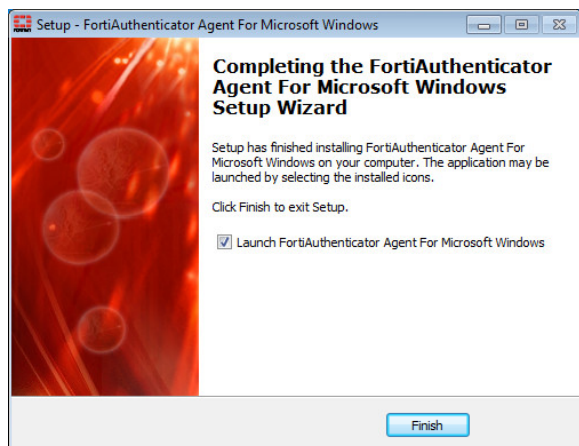 Setup - FortiAuthenticator Agent For Microsoft Windows
Completing the FortiAuthenticator
Agent For Microsoft Windows
Setup Wizard
Setup has finished installing FortiAuthenticator Agent For
Microsoft Windows on your computer. The application may be
launched by selecting the installed icons.
Click Finish to exit Setup.
Launch FortiAuthenticator Agent For Microsoft Windows
Finish